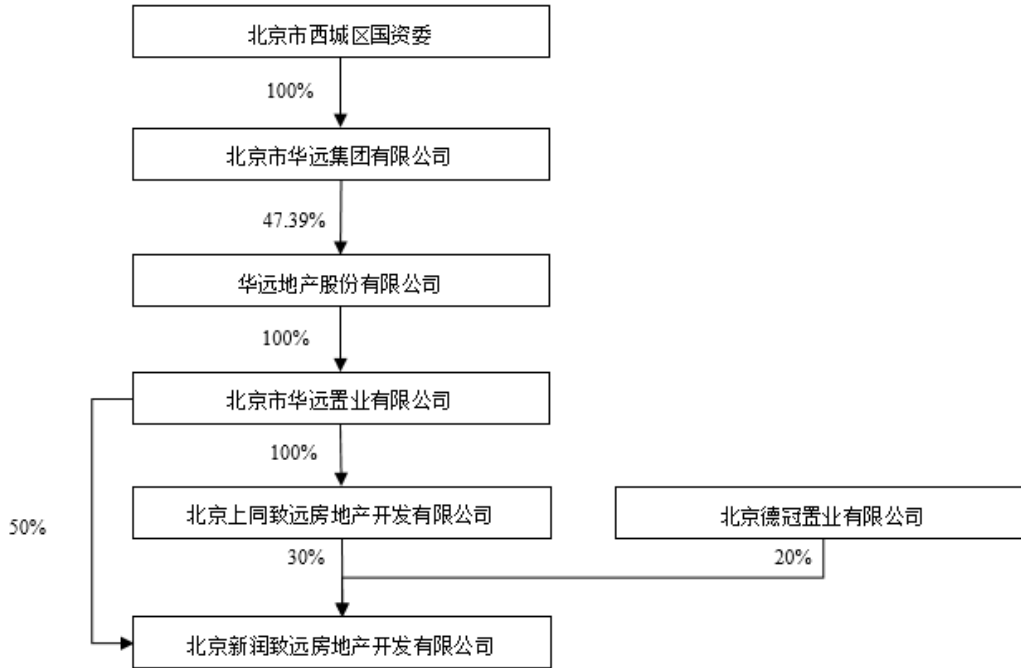 北京市西城区国资委
100%
北京市华远集团有限公司
47.39%
华远地产股份有限公司
100%
北京市华远置业有限公司
100%
北京上同致远房地产开发有限公司
北京德冠置业有限公司
50%
30%
20%
北京新润致远房地产开发有限公司